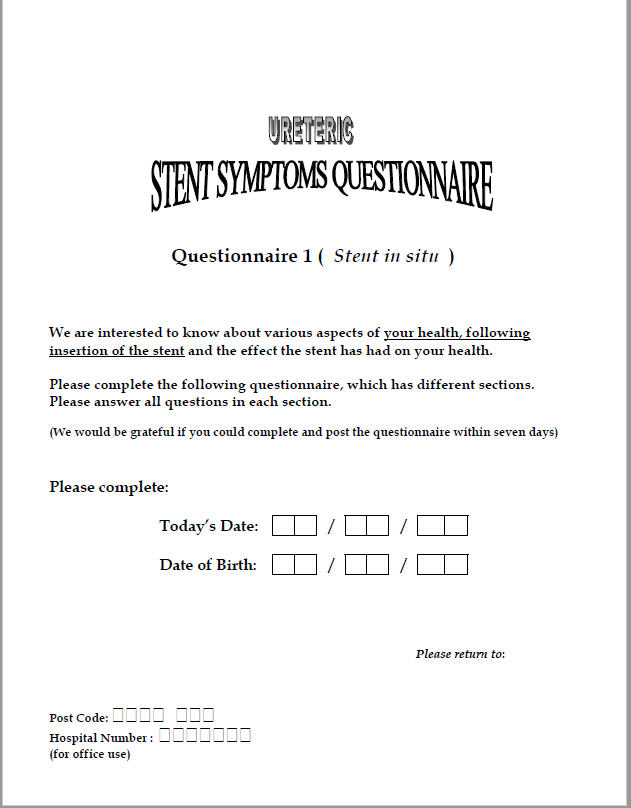 URETERIC
STENT SYMPTOMS QUESTIONNAIRE
Questionnaire 1 ( Stent in situ )
We are interested to know about various aspects of your health, following
insertion of the stent and the effect the stent has had on your health.
Please complete the following questionnaire, which has different sections.
Please answer all questions in each section.
(We would be grateful if you could complete and post the questionnaire within seven days)
Please complete:
Today's Date: / /
Date of Birth: / /
Please return to:
Post Code:
Hospital Number :
(for office use)